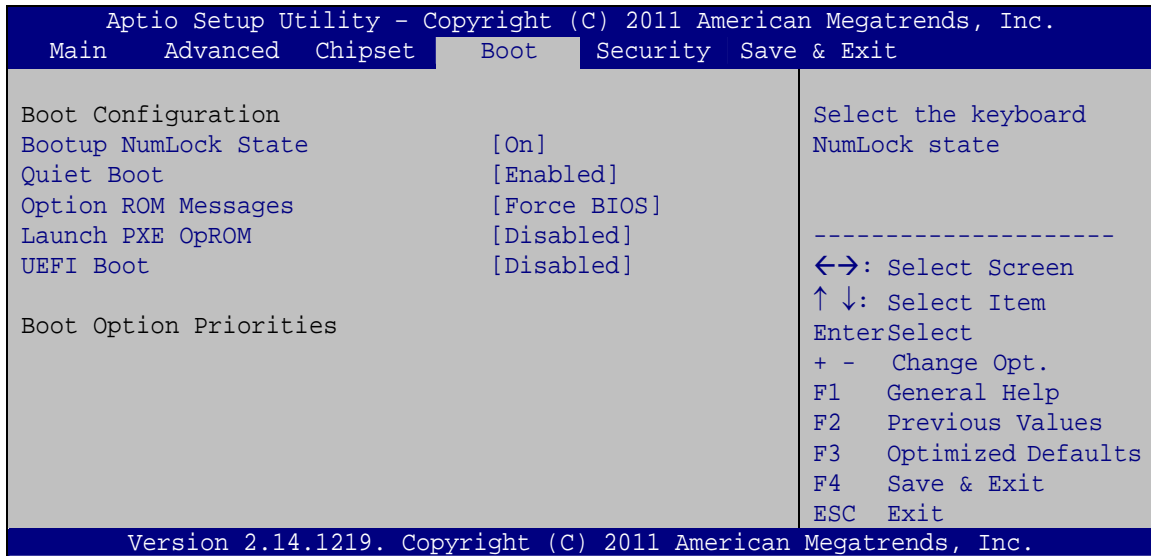 Aptio Setup Utility – Copyright (C) 2011 American Megatrends, Inc.
Main Advanced Chipset Boot Security Save & Exit
Boot Configuration
Bootup NumLock State [On]
Quiet Boot [Enabled]
Option ROM Messages [Force BIOS]
Launch PXE OpROM [Disabled]
UEFI Boot [Disabled]
Boot Option Priorities
Select the keyboard
NumLock state
---------------------
←→: Select Screen
↑ ↓: Select Item
EnterSelect
+ - Change Opt.
F1 General Help
F2 Previous Values
F3 Optimized Defaults
F4 Save & Exit
ESC Exit
Version 2.14.1219. Copyright (C) 2011 American Megatrends, Inc.